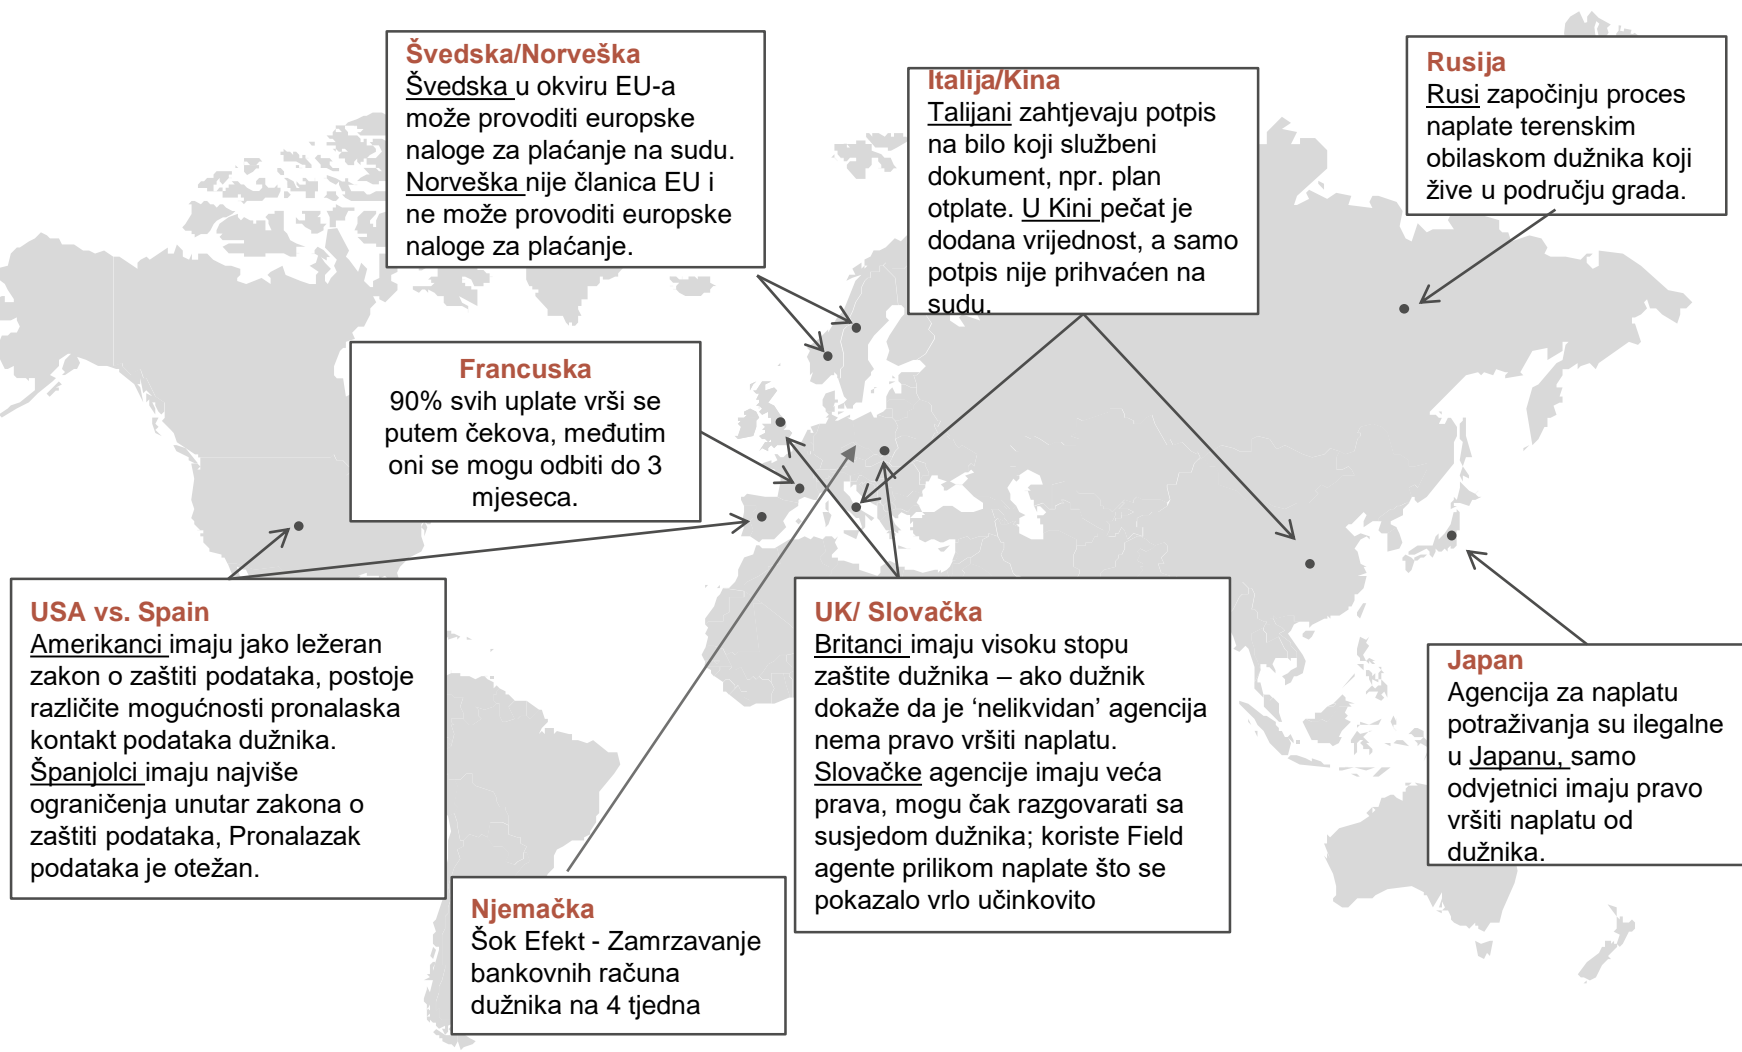 Švedska/Norveška
Švedska u okviru EU-a
može provoditi europske
naloge za plaćanje na sudu.
Norveška nije članica EU i
ne može provoditi europske
naloge za plaćanje.
Italija/Kina
Talijani zahtjevaju potpis
na bilo koji službeni
dokument, npr. plan
otplate. U Kini pečat je
dodana vrijednost, a samo
potpis nije prihvaćen na
sudu.
Rusija
Rusi započinju proces
naplate terenskim
obilaskom dužnika koji
žive u području grada.
Francuska
90% svih uplate vrši se
putem čekova, međutim
oni se mogu odbiti do 3
mjeseca.
USA vs. Spain
Amerikanci imaju jako ležeran
zakon o zaštiti podataka, postoje
različite mogućnosti pronalaska
kontakt podataka dužnika.
Španjolci imaju najviše
ograničenja unutar zakona o
zaštiti podataka, Pronalazak
podataka je otežan.
UK/ Slovačka
Britanci imaju visoku stopu
zaštite dužnika – ako dužnik
dokaže da je ‘nelikvidan’ agencija
nema pravo vršiti naplatu.
Slovačke agencije imaju veća
prava, mogu čak razgovarati sa
susjedom dužnika; koriste Field
agente prilikom naplate što se
pokazalo vrlo učinkovito
Japan
Agencija za naplatu
potraživanja su ilegalne
u Japanu, samo
odvjetnici imaju pravo
vršiti naplatu od
dužnika.
Njemačka
Šok Efekt - Zamrzavanje
bankovnih računa
dužnika na 4 tjedna